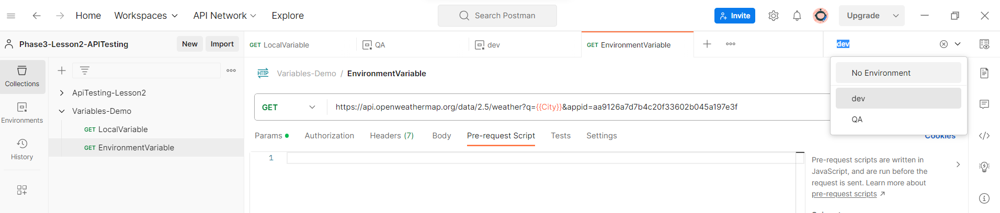 Home Workspaces API Network Explore Search Postman Invite Upgrade
Phase3-Lesson2-APITesting New Import GET LocalVariable QA dev GET EnvironmentVariable dev
Collections
Environments
History
ApiTesting-Lesson2
Variables-Demo
GET LocalVariable
GET EnvironmentVariable
HTTP Variables-Demo / EnvironmentVariable
GET https://api.openweathermap.org/data/2.5/weather?q={{City}}&appid=aa9126a7d7b4c20f33602b045a197e3f
No Environment
dev
QA
Params Authorization Headers (7) Body Pre-request Script Tests Settings Cookies
1
Pre-request scripts are written in
JavaScript, and are run before the
request is sent. Learn more about
pre-request scripts ↗